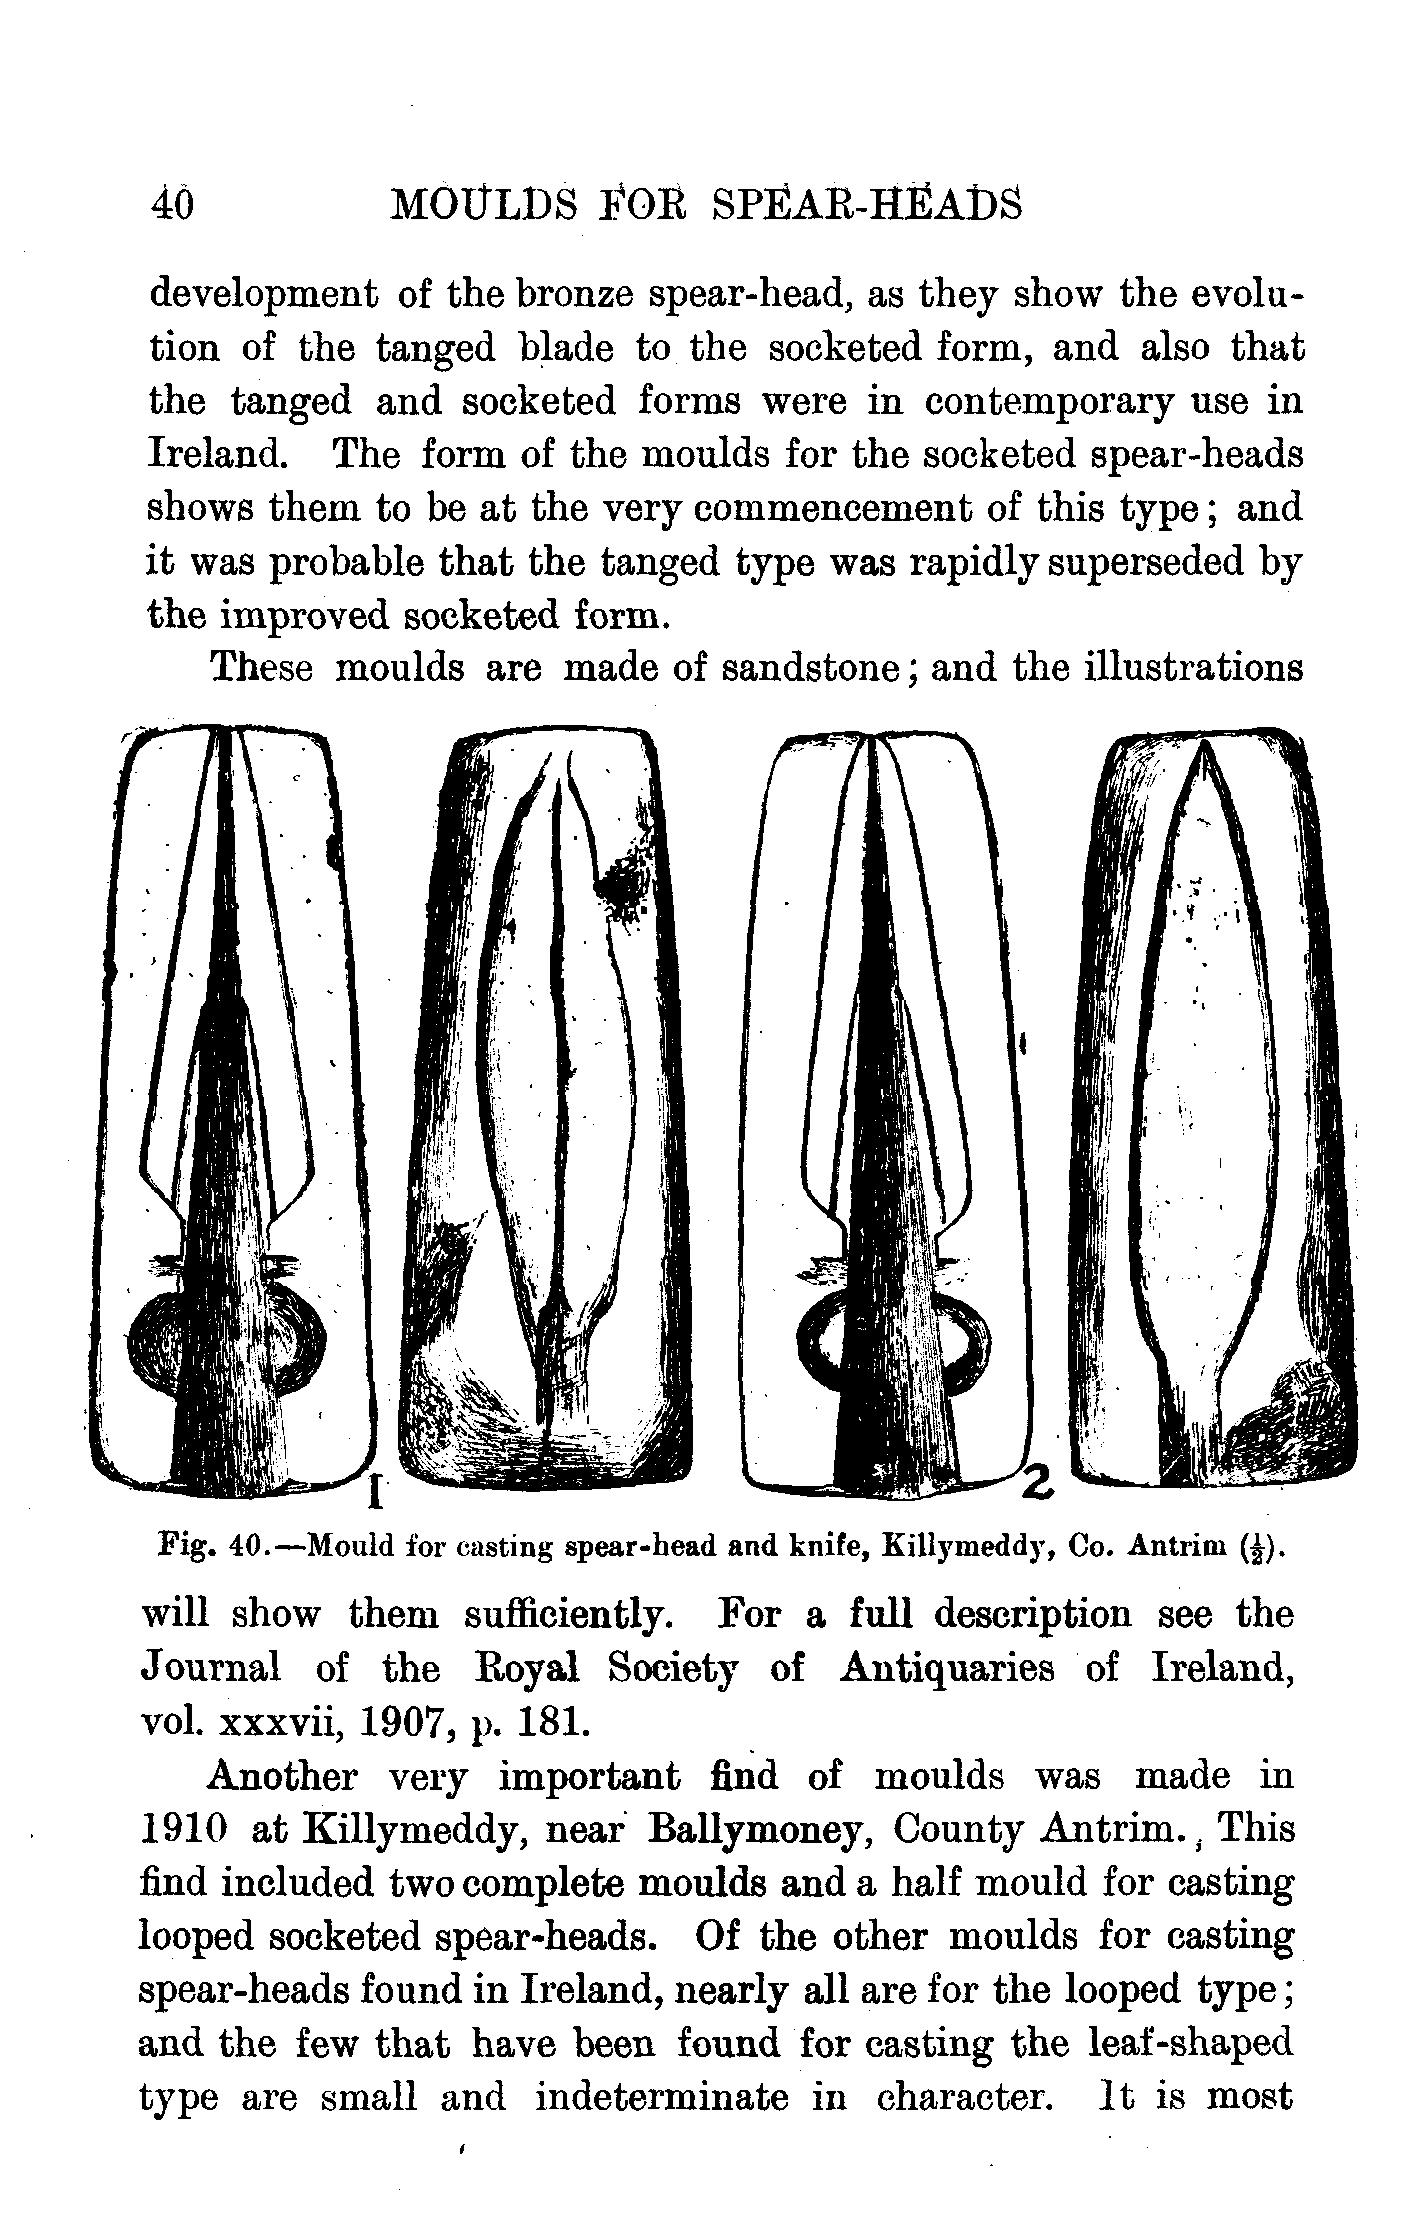 40 MOULDS FOR SPEAR-HEADS
development of the bronze spear-head, as they show the evolu-
tion of the tanged blade to the socketed form, and also that
the tanged and socketed forms were in contemporary use in
Ireland. The form of the moulds for the socketed spear-heads
shows them to be at the very commencement of this type; and
it was probable that the tanged type was rapidly superseded by
the improved socketed form.
These moulds are made of sandstone; and the illustrations
1 2
Fig. 40.—Mould for casting spear-head and knife, Killymeddy, Co. Antrim (½).
will show them sufficiently. For a full description see the
Journal of the Royal Society of Antiquaries of Ireland,
vol. xxxvii, 1907, p. 181.
Another very important find of moulds was made in
1910 at Killymeddy, near Ballymoney, County Antrim. This
find included two complete moulds and a half mould for casting
looped socketed spear-heads. Of the other moulds for casting
spear-heads found in Ireland, nearly all are for the looped type;
and the few that have been found for casting the leaf-shaped
type are small and indeterminate in character. It is most